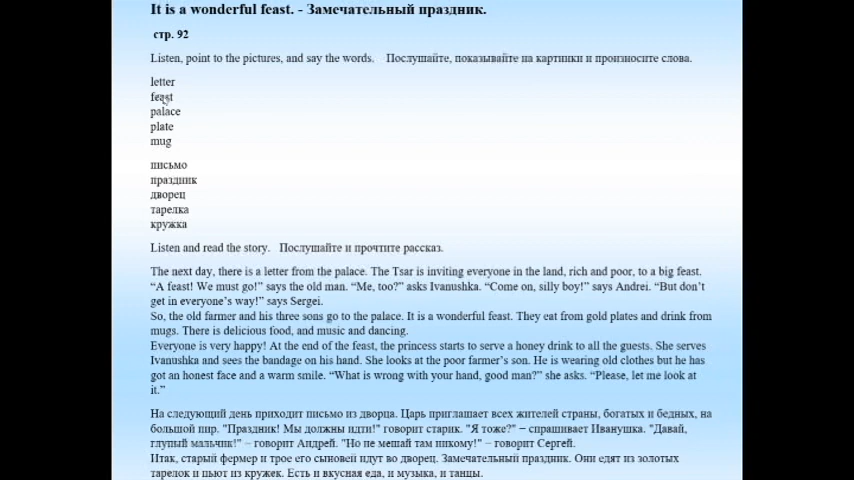 It is a wonderful feast. - Замечательный праздник.
стр. 92
Listen, point to the pictures, and say the words. Послушайте, показывайте на картинки и произносите слова.
letter
feast
palace
plate
mug
письмо
праздник
дворец
тарелка
кружка
Listen and read the story. Послушайте и прочтите рассказ.
The next day, there is a letter from the palace. The Tsar is inviting everyone in the land, rich and poor, to a big feast.
“A feast! We must go!” says the old man. “Me, too?” asks Ivanushka. “Come on, silly boy!” says Andrei. “But don’t
get in everyone’s way!” says Sergei.
So, the old farmer and his three sons go to the palace. It is a wonderful feast. They eat from gold plates and drink from
mugs. There is delicious food, and music and dancing.
Everyone is very happy! At the end of the feast, the princess starts to serve a honey drink to all the guests. She serves
Ivanushka and sees the bandage on his hand. She looks at the poor farmer’s son. He is wearing old clothes but he has
got an honest face and a warm smile. “What is wrong with your hand, good man?” she asks. “Please, let me look at
it.”
На следующий день приходит письмо из дворца. Царь приглашает всех жителей страны, богатых и бедных, на
большой пир. "Праздник! Мы должны идти!" говорит старик. "Я тоже?" − спрашивает Иванушка. "Давай,
глупый мальчик!" – говорит Андрей. "Но не мешай там никому!" – говорит Сергей.
Итак, старый фермер и трое его сыновей идут во дворец. Замечательный праздник. Они едят из золотых
тарелок и пьют из кружек. Есть и вкусная еда, и музыка, и танцы.